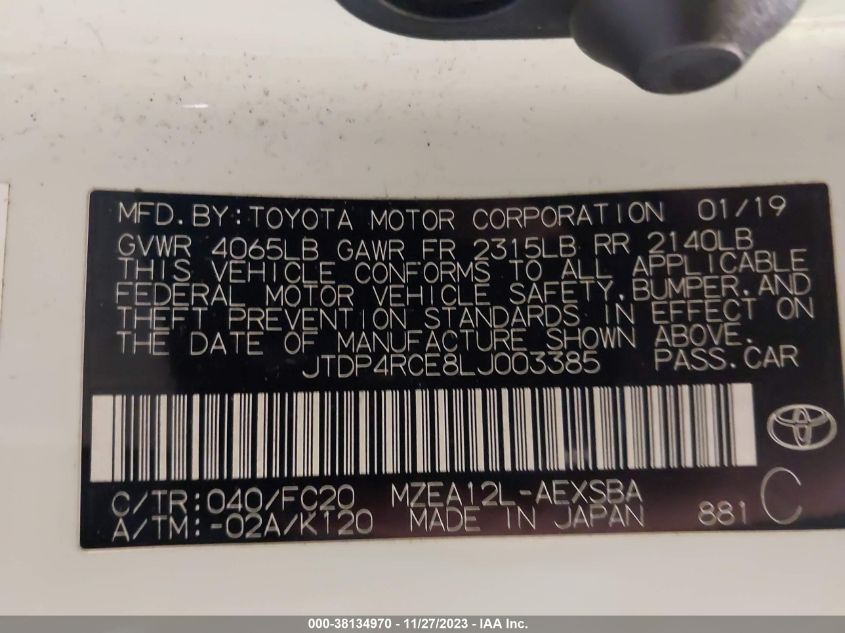 MFD.BY:TOYOTA MOTOR CORPORATION 01/19
GVWR 4065LB GAWR FR 2315LB RR 2140LB
THIS VEHICLE CONFORMS TO ALL APPLICABLE
FEDERAL MOTOR VEHICLE SAFETY,BUMPER,AND
THEFT PREVENTION STANDARDS IN EFFECT ON
THE DATE OF MANUFACTURE SHOWN ABOVE.
JTDP4RCE8LJ003385 PASS.CAR
C/TR:040/FC20 MZEA12L-AEXSBA
A/TM:-02A/K120 MADE IN JAPAN 881 C
000-38134970 - 11/27/2023 - IAA Inc.